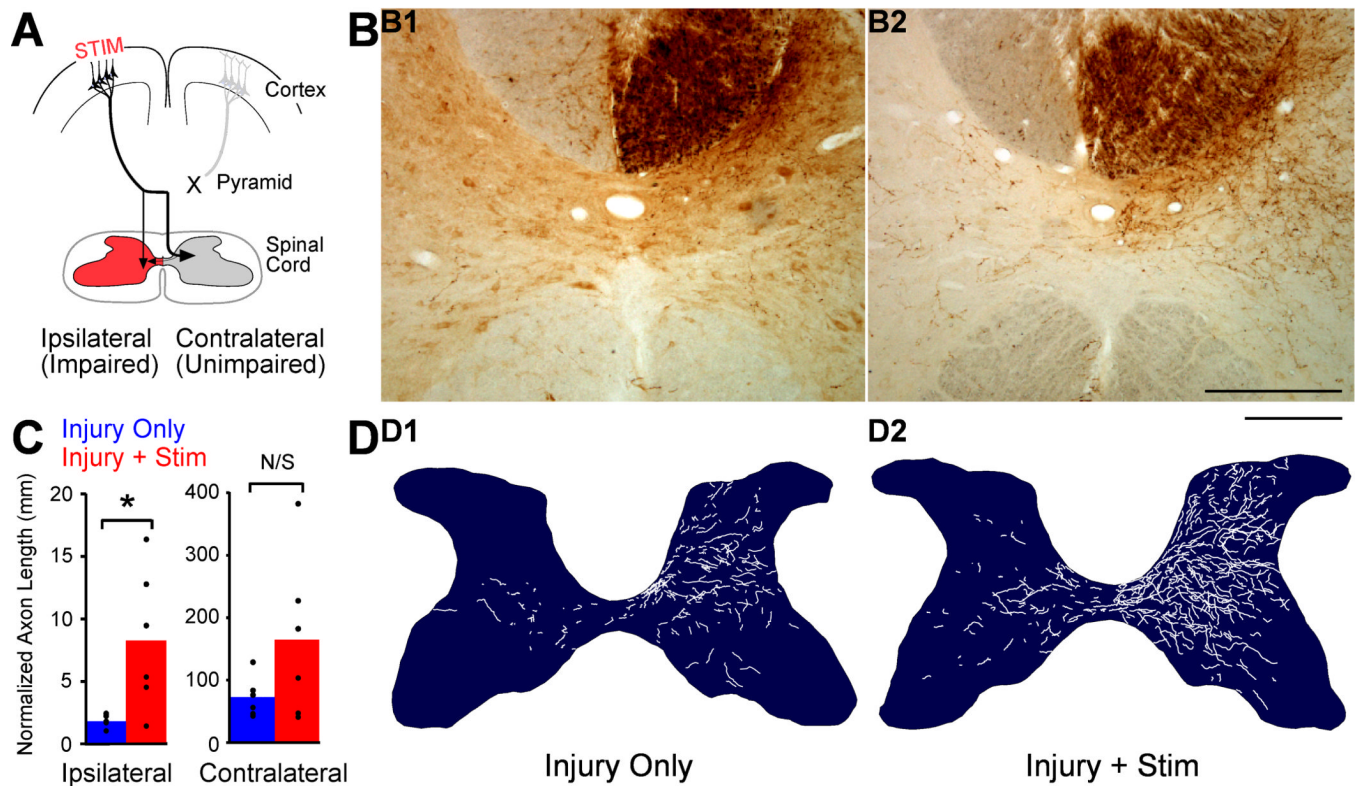 A
STIM
Cortex
X Pyramid
Spinal
Cord
Ipsilateral
(Impaired)
Contralateral
(Unimpaired)
B B1
B2
C
Injury Only
Injury + Stim
Normalized Axon Length (mm)
20
15
10
5
0
*
Ipsilateral
N/S
400
300
200
100
0
Contralateral
D D1
Injury Only
D2
Injury + Stim